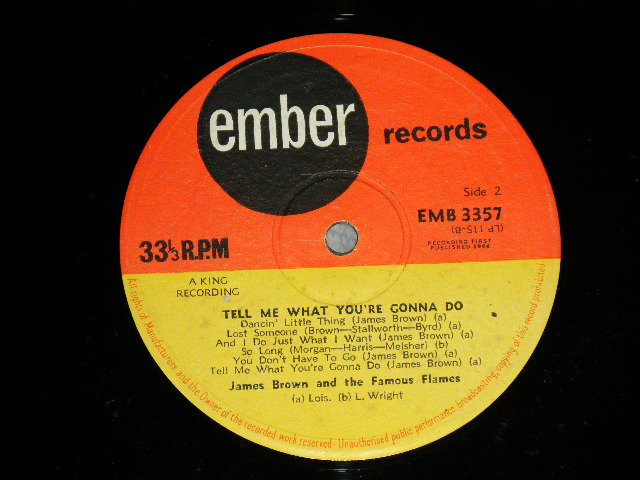 ember
records
Side 2
EMB 3357
(LP 115-B)
RECORDING FIRST
PUBLISHED 1964
33⅓ R.P.M
A KING
RECORDING
TELL ME WHAT YOU'RE GONNA DO
Dancin' Little Thing (James Brown) (a)
Lost Someone (Brown—Stallworth—Byrd) (a)
And I Do Just What I Want (James Brown) (a)
So Long (Morgan—Harris—Melsher) (b)
You Don't Have To Go (James Brown) (a)
Tell Me What You're Gonna Do (James Brown) (a)
James Brown and the Famous Flames
(a) Lois. (b) L. Wright
All rights of Manufacturers and the Owner of the recorded work reserved · Unauthorised public performance, broadcasting, copying of this record prohibited.